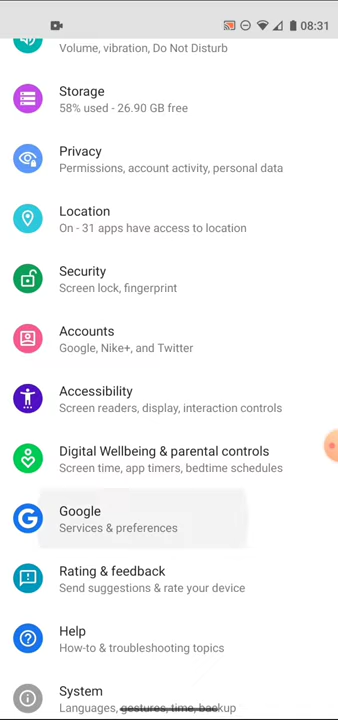 08:31
Volume, vibration, Do Not Disturb
Storage
58% used - 26.90 GB free
Privacy
Permissions, account activity, personal data
Location
On - 31 apps have access to location
Security
Screen lock, fingerprint
Accounts
Google, Nike+, and Twitter
Accessibility
Screen readers, display, interaction controls
Digital Wellbeing & parental controls
Screen time, app timers, bedtime schedules
Google
Services & preferences
Rating & feedback
Send suggestions & rate your device
Help
How-to & troubleshooting topics
System
Languages, gestures, time, backup